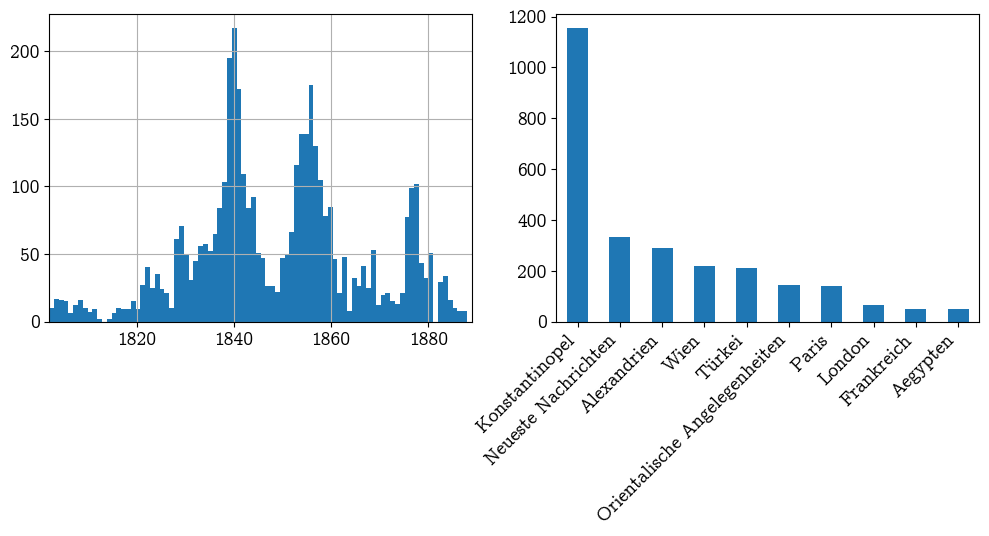 200
150
100
50
0
1820 1840 1860 1880
1200
1000
800
600
400
200
0
Konstantinopel
Neueste Nachrichten
Alexandrien
Wien
Türkei
Orientalische Angelegenheiten
Paris
London
Frankreich
Aegypten